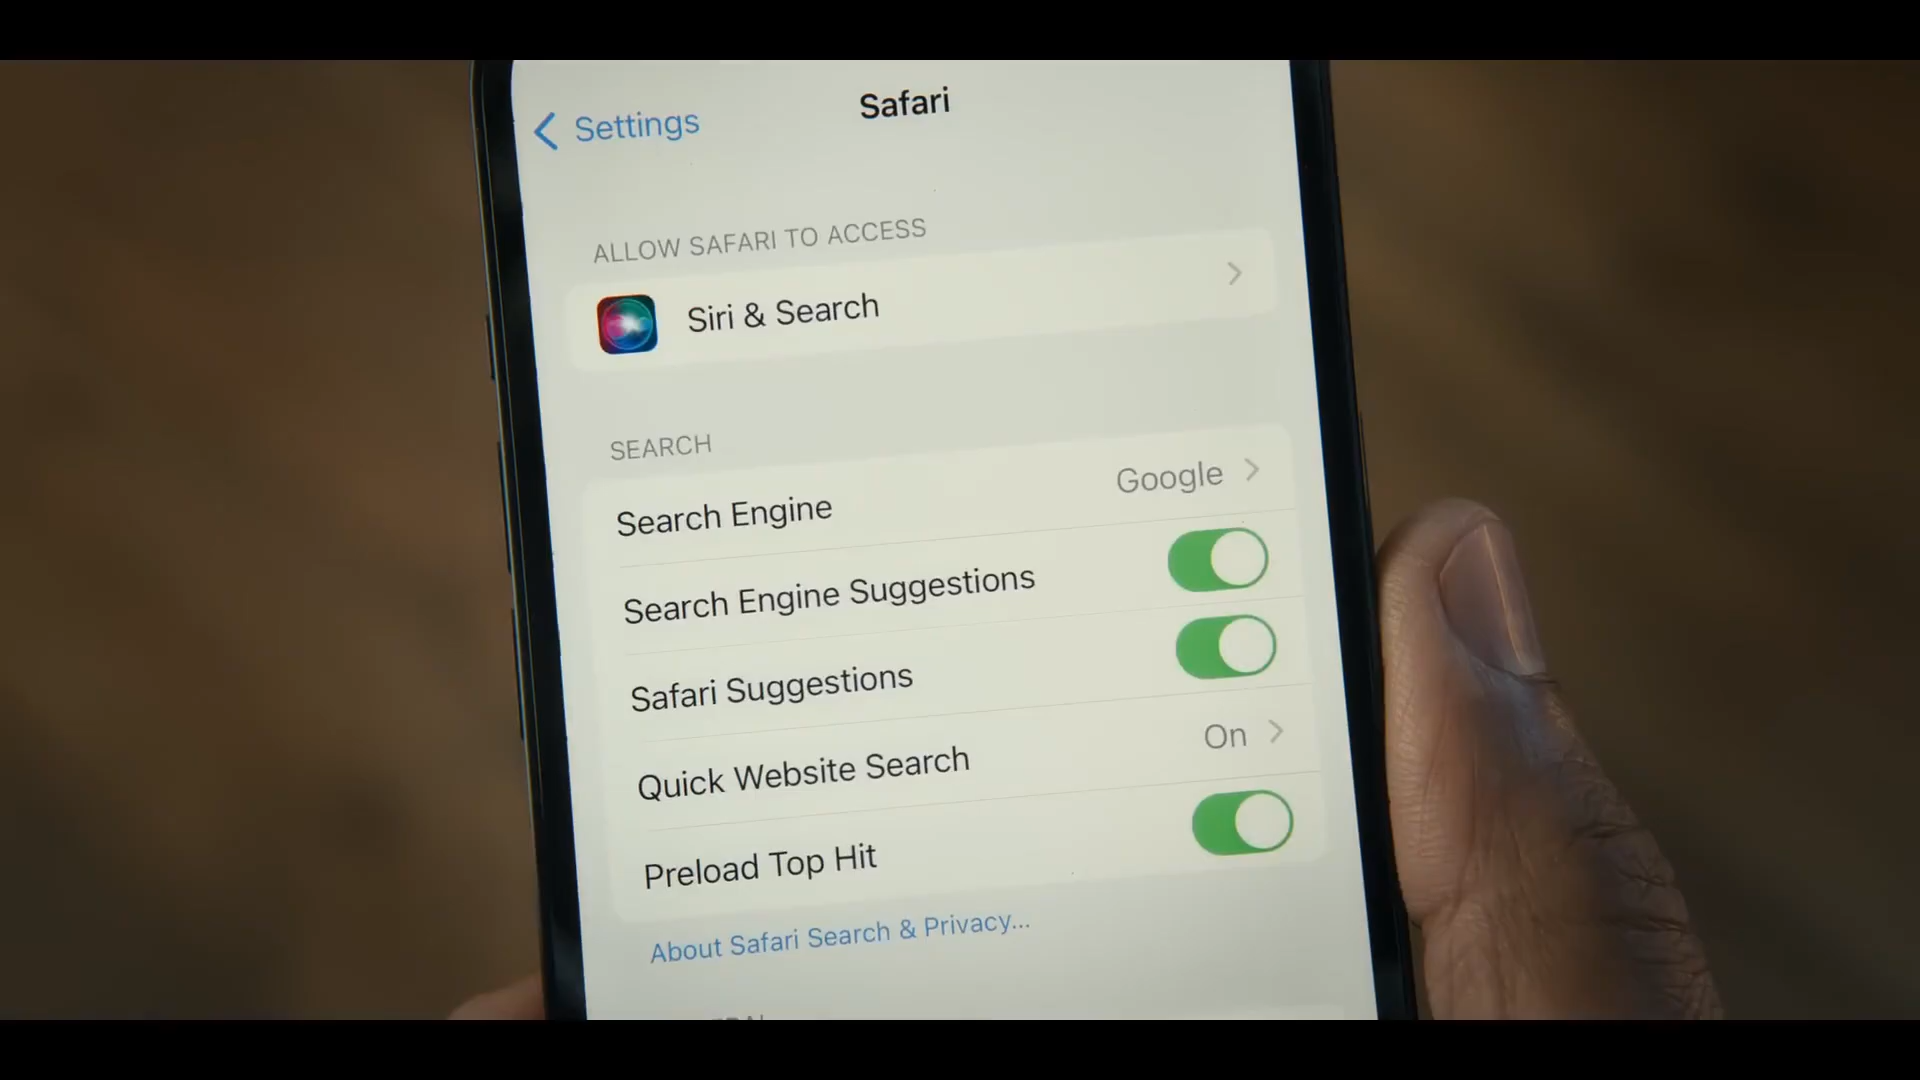 Settings
Safari
ALLOW SAFARI TO ACCESS
Siri & Search
SEARCH
Search Engine Google
Search Engine Suggestions
Safari Suggestions
Quick Website Search On
Preload Top Hit
About Safari Search & Privacy...